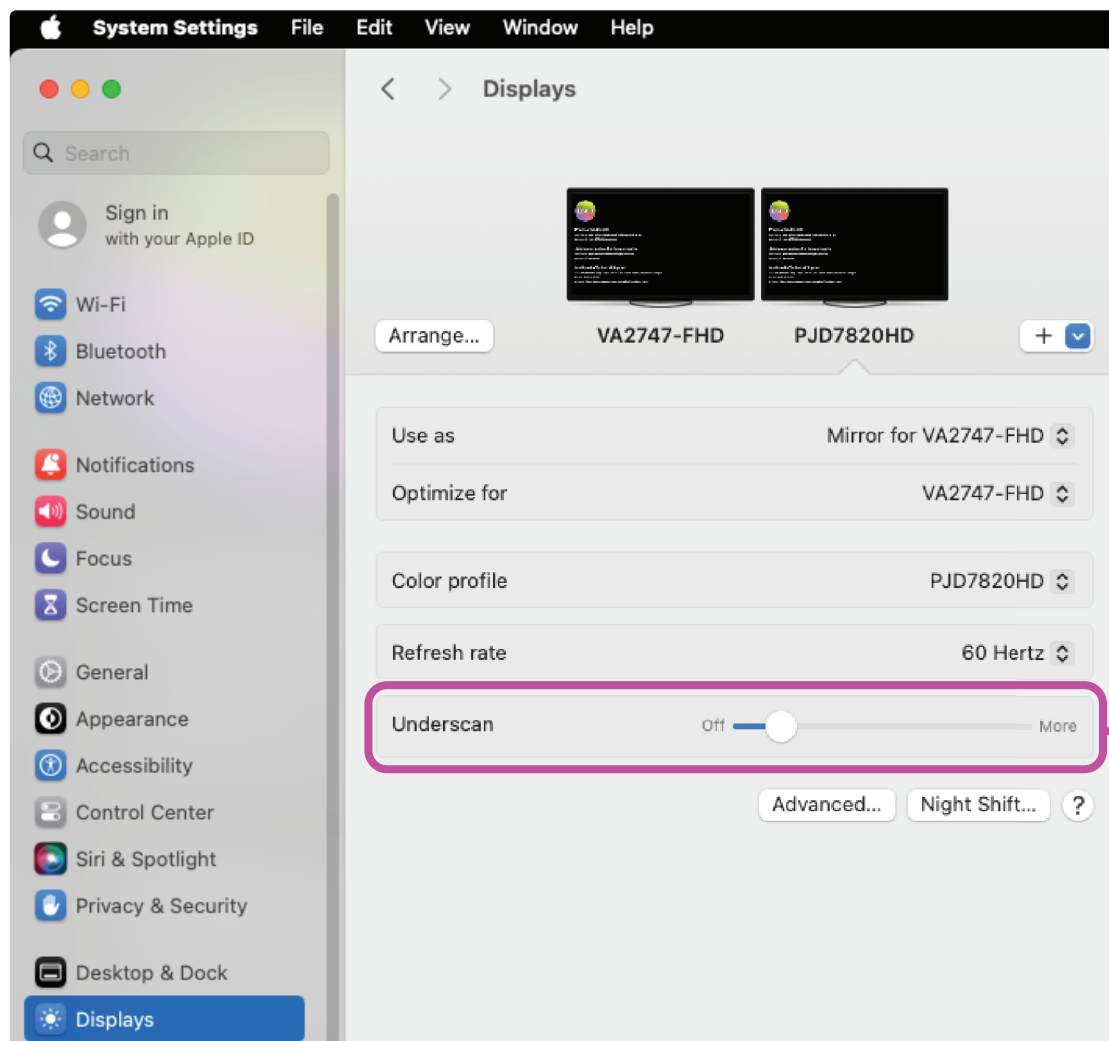 System Settings File Edit View Window Help
Displays
Search
Sign in
with your Apple ID
Wi-Fi
Bluetooth
Network
Notifications
Sound
Focus
Screen Time
General
Appearance
Accessibility
Control Center
Siri & Spotlight
Privacy & Security
Desktop & Dock
Displays
Arrange... VA2747-FHD PJD7820HD +
Use as Mirror for VA2747-FHD
Optimize for VA2747-FHD
Color profile PJD7820HD
Refresh rate 60 Hertz
Underscan Off More
Advanced... Night Shift... ?